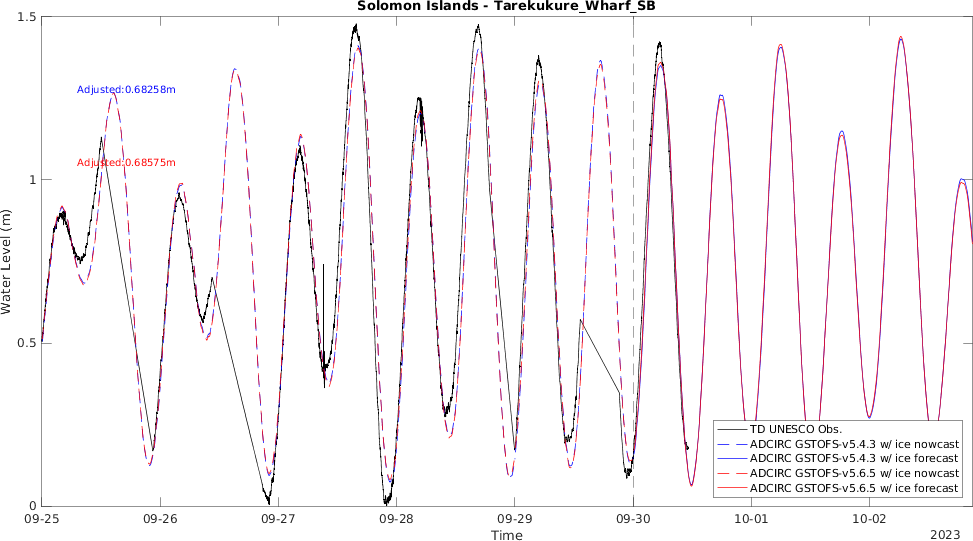 Solomon Islands - Tarekukure_Wharf_SB
Water Level (m)
1.5
1
0.5
0
Adjusted:0.68258m
Adjusted:0.68575m
TD UNESCO Obs.
ADCIRC GSTOFS-v5.4.3 w/ ice nowcast
ADCIRC GSTOFS-v5.4.3 w/ ice forecast
ADCIRC GSTOFS-v5.6.5 w/ ice nowcast
ADCIRC GSTOFS-v5.6.5 w/ ice forecast
09-25 09-26 09-27 09-28 09-29 09-30 10-01 10-02
Time
2023